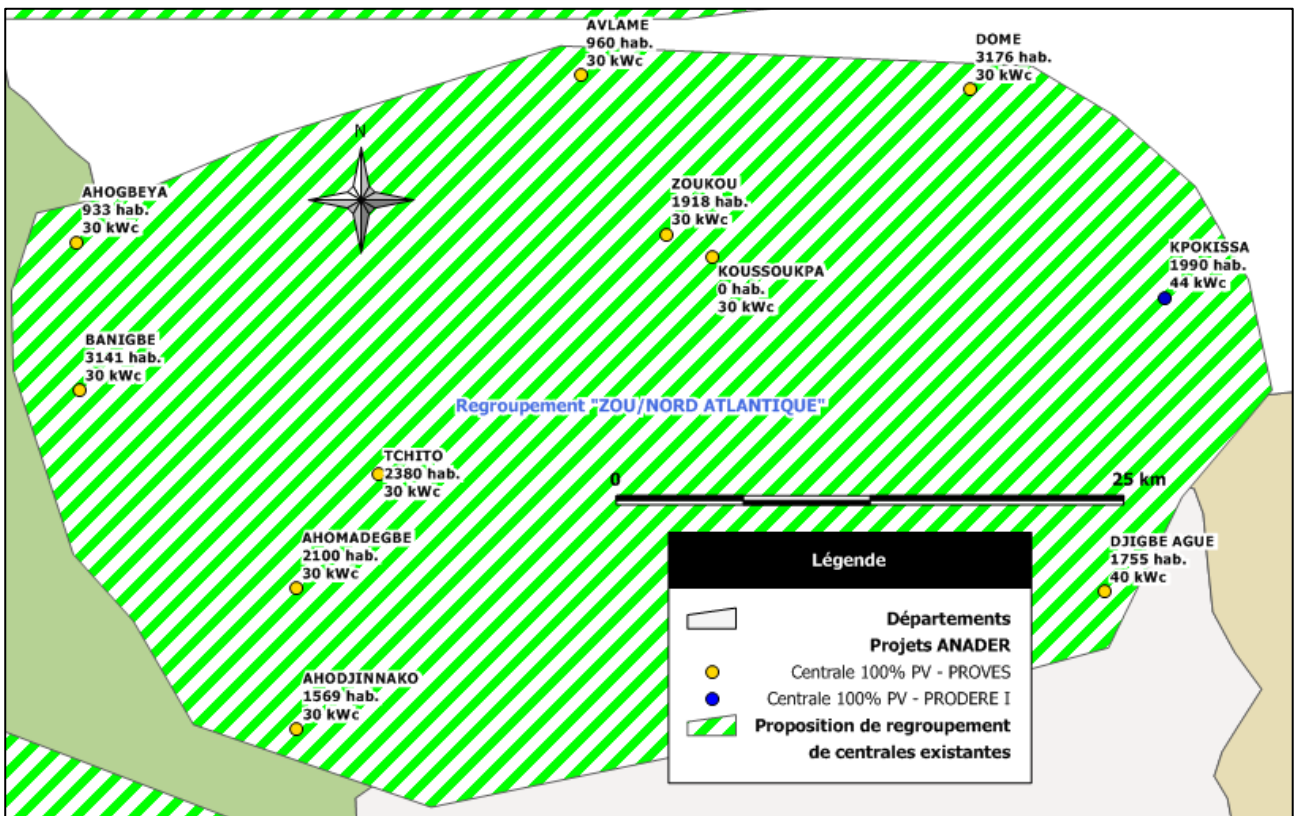 AVLAME
960 hab.
30 kWc
DOME
3176 hab.
30 kWc
N
AHOGBEYA
933 hab.
30 kWc
ZOUKOU
1918 hab.
30 kWc
KOUSSOUKPA
0 hab.
30 kWc
KPOKISSA
1990 hab.
44 kWc
BANIGBE
3141 hab.
30 kWc
Regroupement "ZOU/NORD ATLANTIQUE"
TCHITO
2380 hab.
30 kWc
0
25 km
AHOMADEGBE
2100 hab.
30 kWc
DJIGBE AGUE
1755 hab.
40 kWc
AHODJINNAKO
1569 hab.
30 kWc
Légende
Départements
Projets ANADER
Centrale 100% PV - PROVES
Centrale 100% PV - PRODERE I
Proposition de regroupement
de centrales existantes